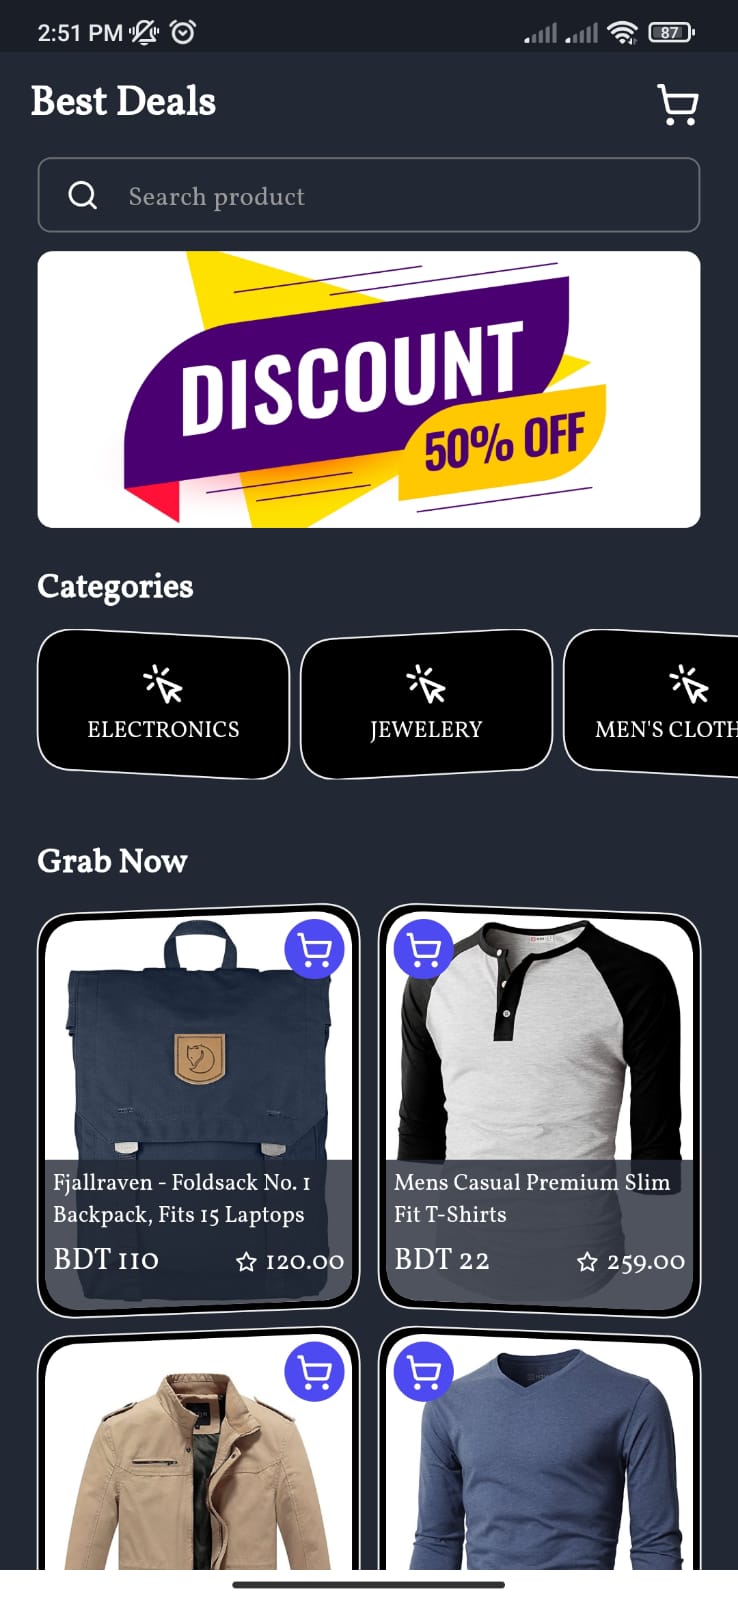 2:51 PM
87
Best Deals
Search product
DISCOUNT
50% OFF
Categories
ELECTRONICS
JEWELERY
MEN'S CLOTH
Grab Now
Fjallraven - Foldsack No. 1
Backpack, Fits 15 Laptops
BDT 110
120.00
Mens Casual Premium Slim
Fit T-Shirts
BDT 22
259.00